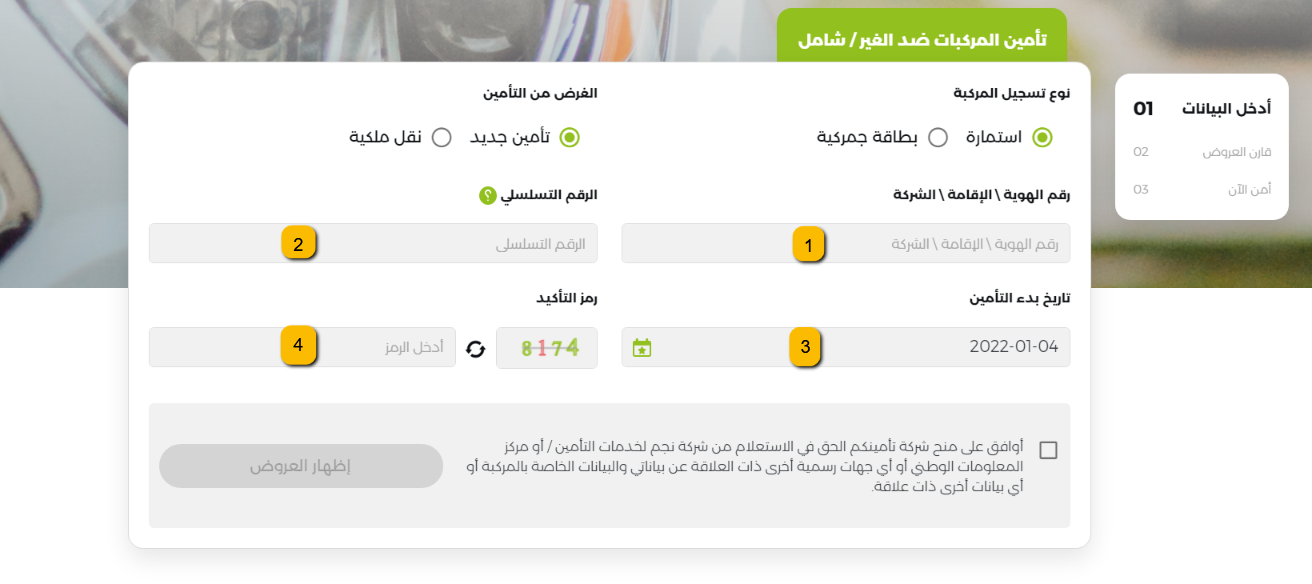 تأمين المركبات ضد الغير / شامل
أدخل البيانات 01
قارن العروض 02
أمن الآن 03
نوع تسجيل المركبة
استمارة
بطاقة جمركية
الغرض من التأمين
تأمين جديد
نقل ملكية
رقم الهوية \ الإقامة \ الشركة
رقم الهوية \ الإقامة \ الشركة
1
الرقم التسلسلي ؟
الرقم التسلسلي
2
تاريخ بدء التأمين
2022-01-04
3
رمز التأكيد
8174
أدخل الرمز
4
أوافق على منح شركة تأمينكم الحق في الاستعلام من شركة نجم لخدمات التأمين / أو مركز
المعلومات الوطني أو أي جهات رسمية أخرى ذات العلاقة عن بياناتي والبيانات الخاصة بالمركبة أو
أي بيانات أخرى ذات علاقة.
إظهار العروض